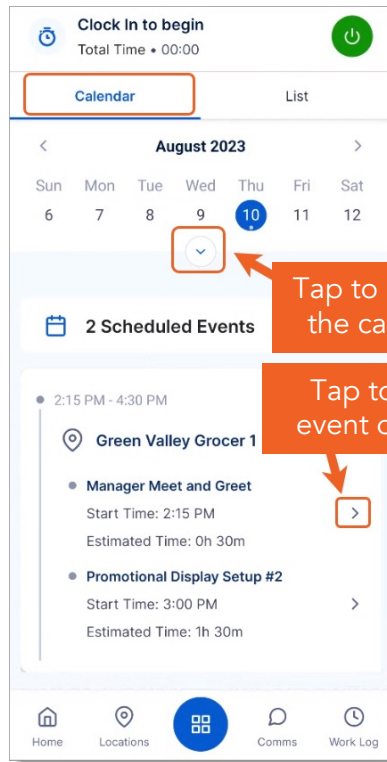 Clock In to begin
Total Time • 00:00
Calendar
List
August 2023
Sun Mon Tue Wed Thu Fri Sat
6 7 8 9 10 11 12
Tap to
the ca
2 Scheduled Events
Tap to
event
2:15 PM - 4:30 PM
Green Valley Grocer 1
Manager Meet and Greet
Start Time: 2:15 PM
Estimated Time: 0h 30m
Promotional Display Setup #2
Start Time: 3:00 PM
Estimated Time: 1h 30m
Home Locations Comms Work Log